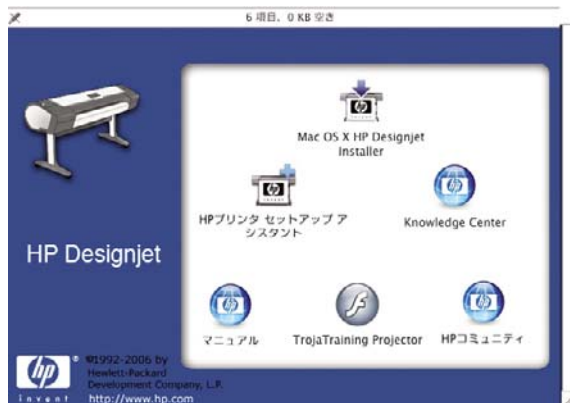 6 項目、0 KB 空き
Mac OS X HP Designjet
Installer
HPプリンタ セットアップ ア
シスタント
Knowledge Center
HP Designjet
マニュアル
TrojaTraining Projector
HPコミュニティ
hp
invent
©1992-2006 by
Hewlett-Packard
Development Company, L.P.
http://www.hp.com